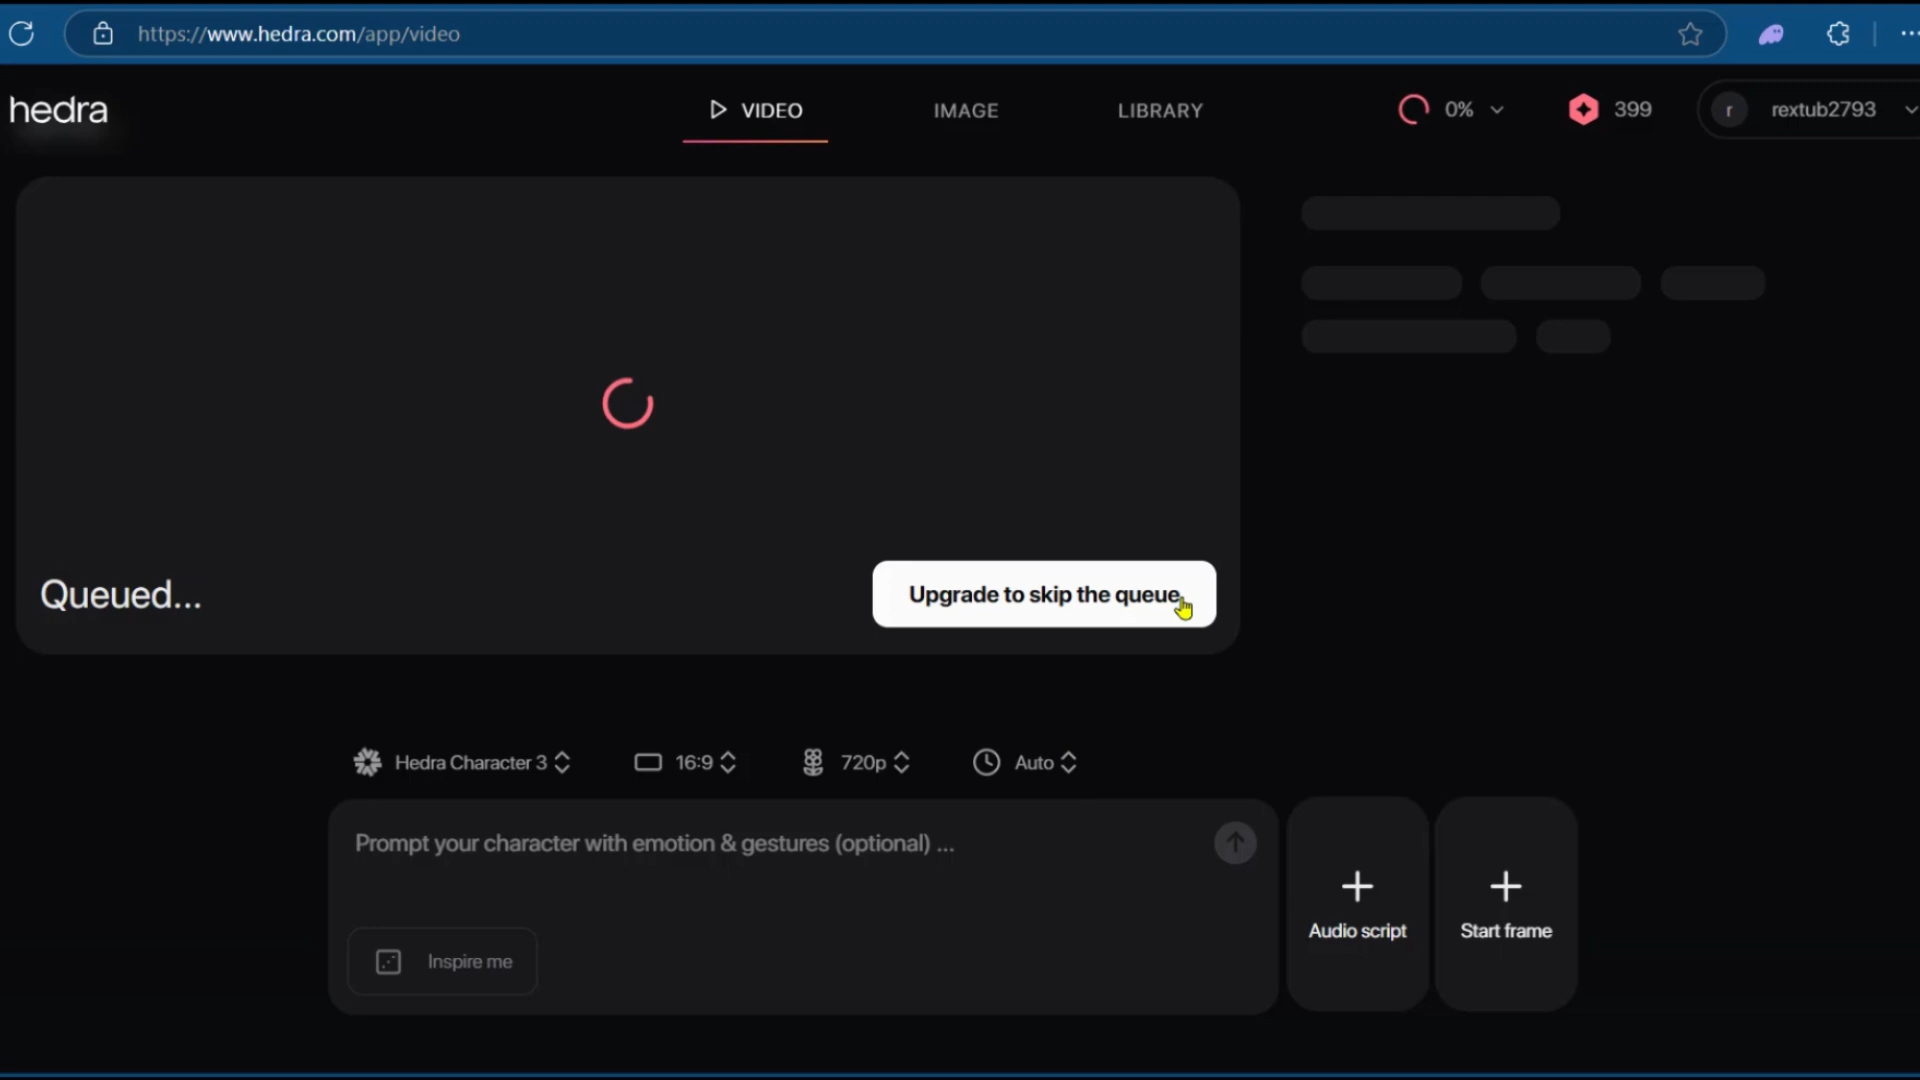 https://www.hedra.com/app/video
hedra
VIDEO
IMAGE
LIBRARY
0%
399
r
rextub2793
Queued...
Upgrade to skip the queue
Hedra Character 3
16:9
720p
Auto
Prompt your character with emotion & gestures (optional) ...
Inspire me
Audio script
Start frame